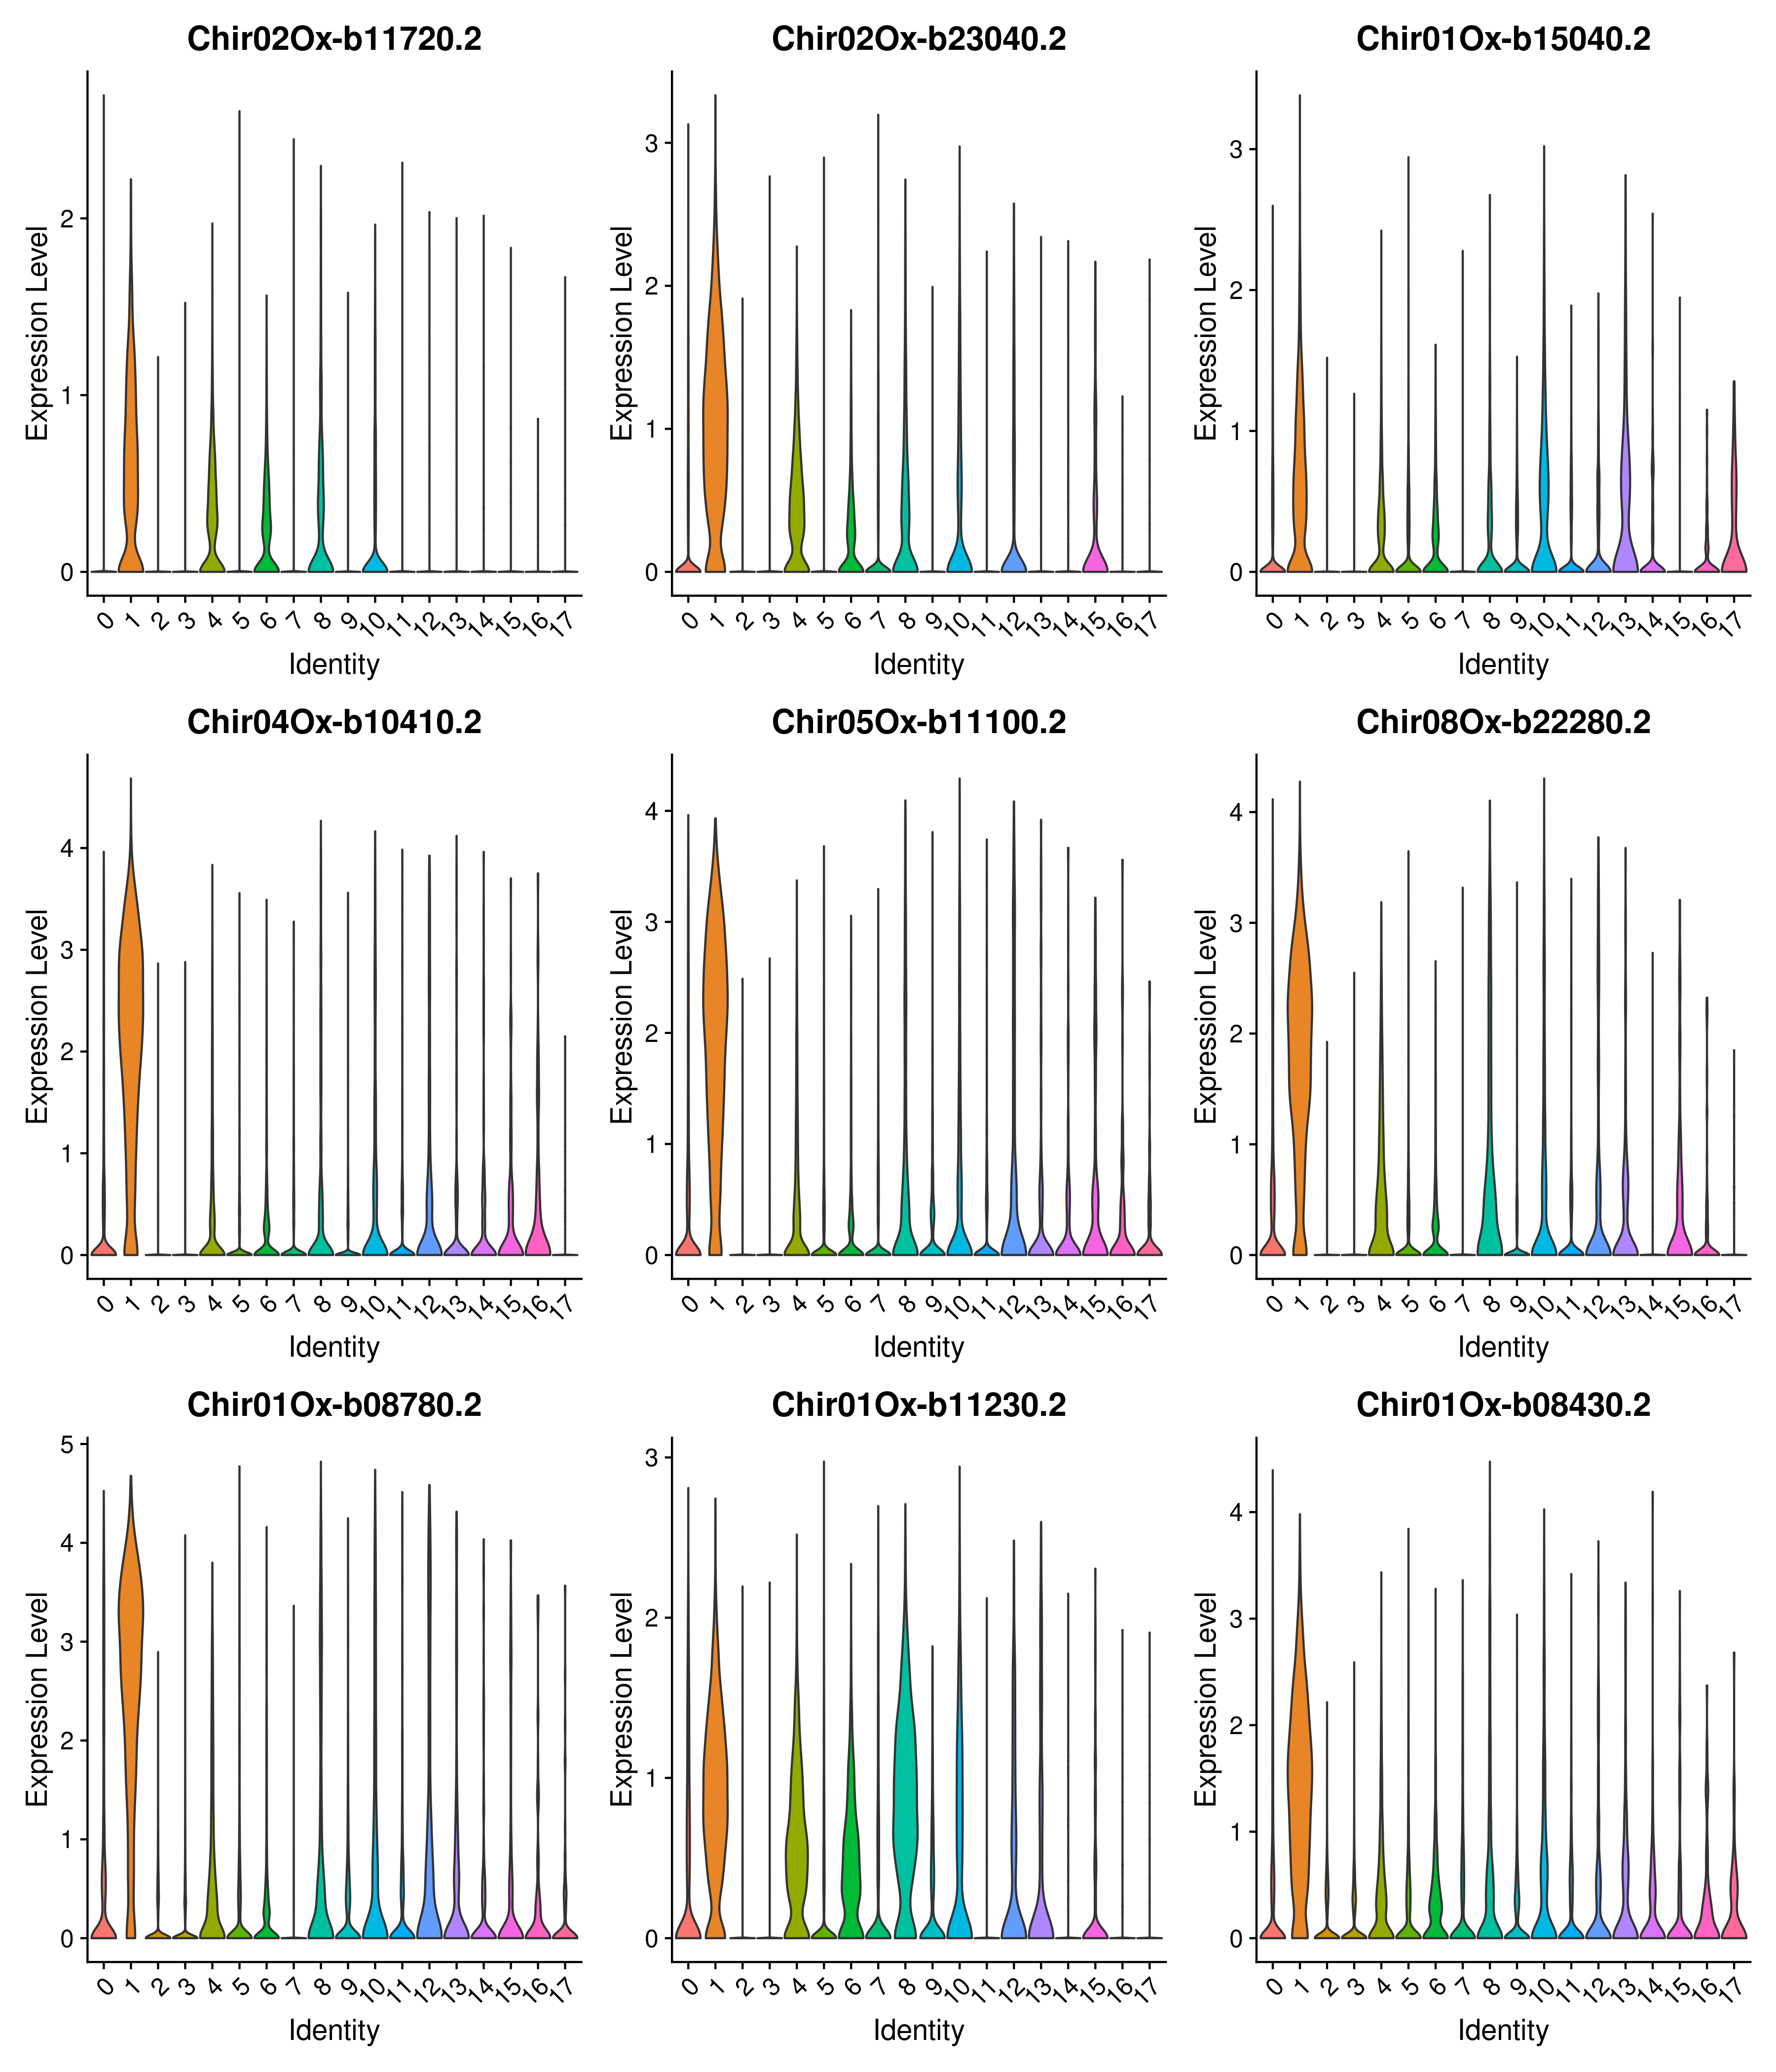 Chir02Ox-b11720.2
Expression Level
2
1
0
0 1 2 3 4 5 6 7 8 9 10 11 12 13 14 15 16 17
Identity
Chir02Ox-b23040.2
Expression Level
3
2
1
0
0 1 2 3 4 5 6 7 8 9 10 11 12 13 14 15 16 17
Identity
Chir01Ox-b15040.2
Expression Level
3
2
1
0
0 1 2 3 4 5 6 7 8 9 10 11 12 13 14 15 16 17
Identity
Chir04Ox-b10410.2
Expression Level
4
3
2
1
0
0 1 2 3 4 5 6 7 8 9 10 11 12 13 14 15 16 17
Identity
Chir05Ox-b11100.2
Expression Level
4
3
2
1
0
0 1 2 3 4 5 6 7 8 9 10 11 12 13 14 15 16 17
Identity
Chir08Ox-b22280.2
Expression Level
4
3
2
1
0
0 1 2 3 4 5 6 7 8 9 10 11 12 13 14 15 16 17
Identity
Chir01Ox-b08780.2
Expression Level
5
4
3
2
1
0
0 1 2 3 4 5 6 7 8 9 10 11 12 13 14 15 16 17
Identity
Chir01Ox-b11230.2
Expression Level
3
2
1
0
0 1 2 3 4 5 6 7 8 9 10 11 12 13 14 15 16 17
Identity
Chir01Ox-b08430.2
Expression Level
4
3
2
1
0
0 1 2 3 4 5 6 7 8 9 10 11 12 13 14 15 16 17
Identity